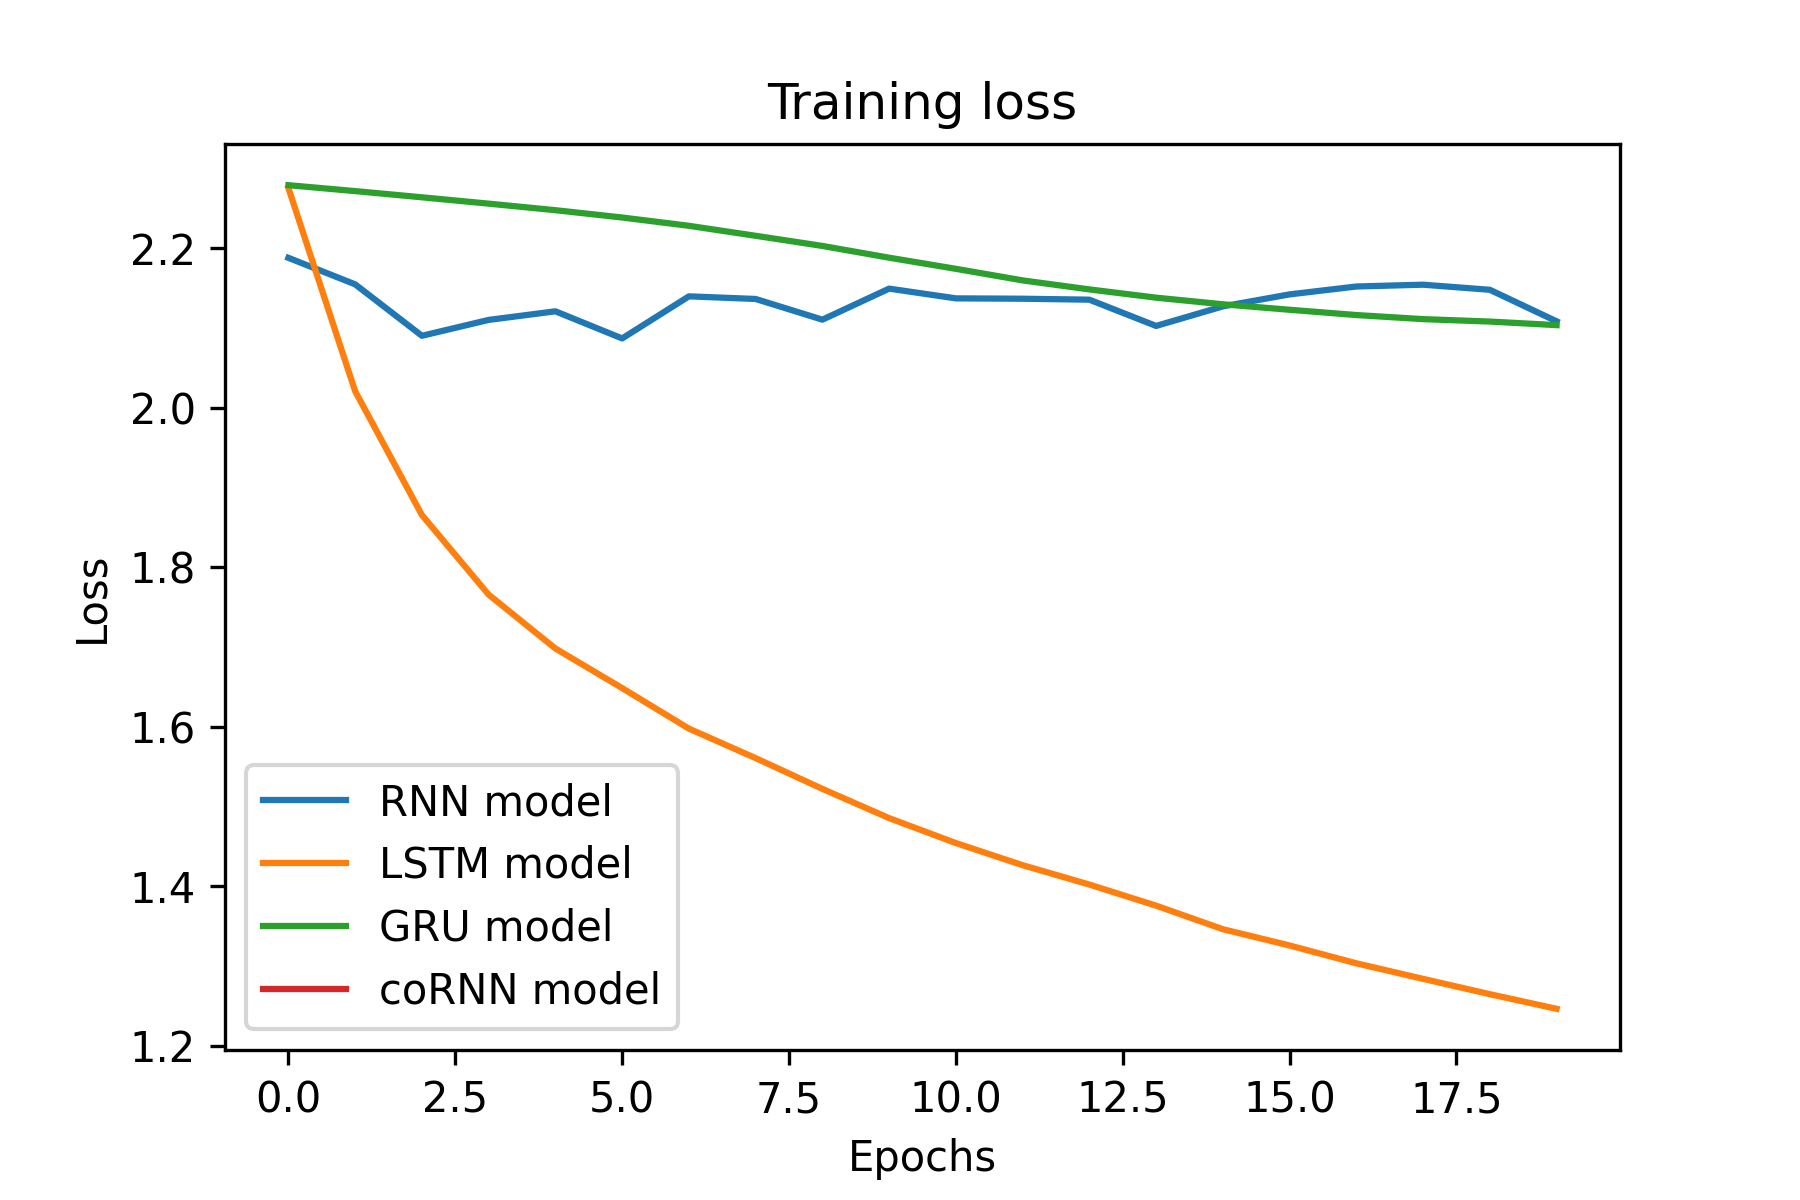 Training loss
Loss
2.2
2.0
1.8
1.6
1.4
1.2
RNN model
LSTM model
GRU model
coRNN model
0.0 2.5 5.0 7.5 10.0 12.5 15.0 17.5
Epochs